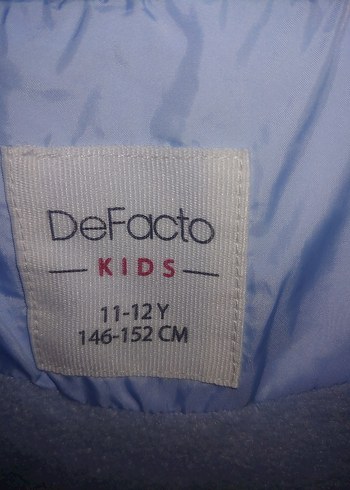 DeFacto
KIDS
11-12 Y
146-152 CM